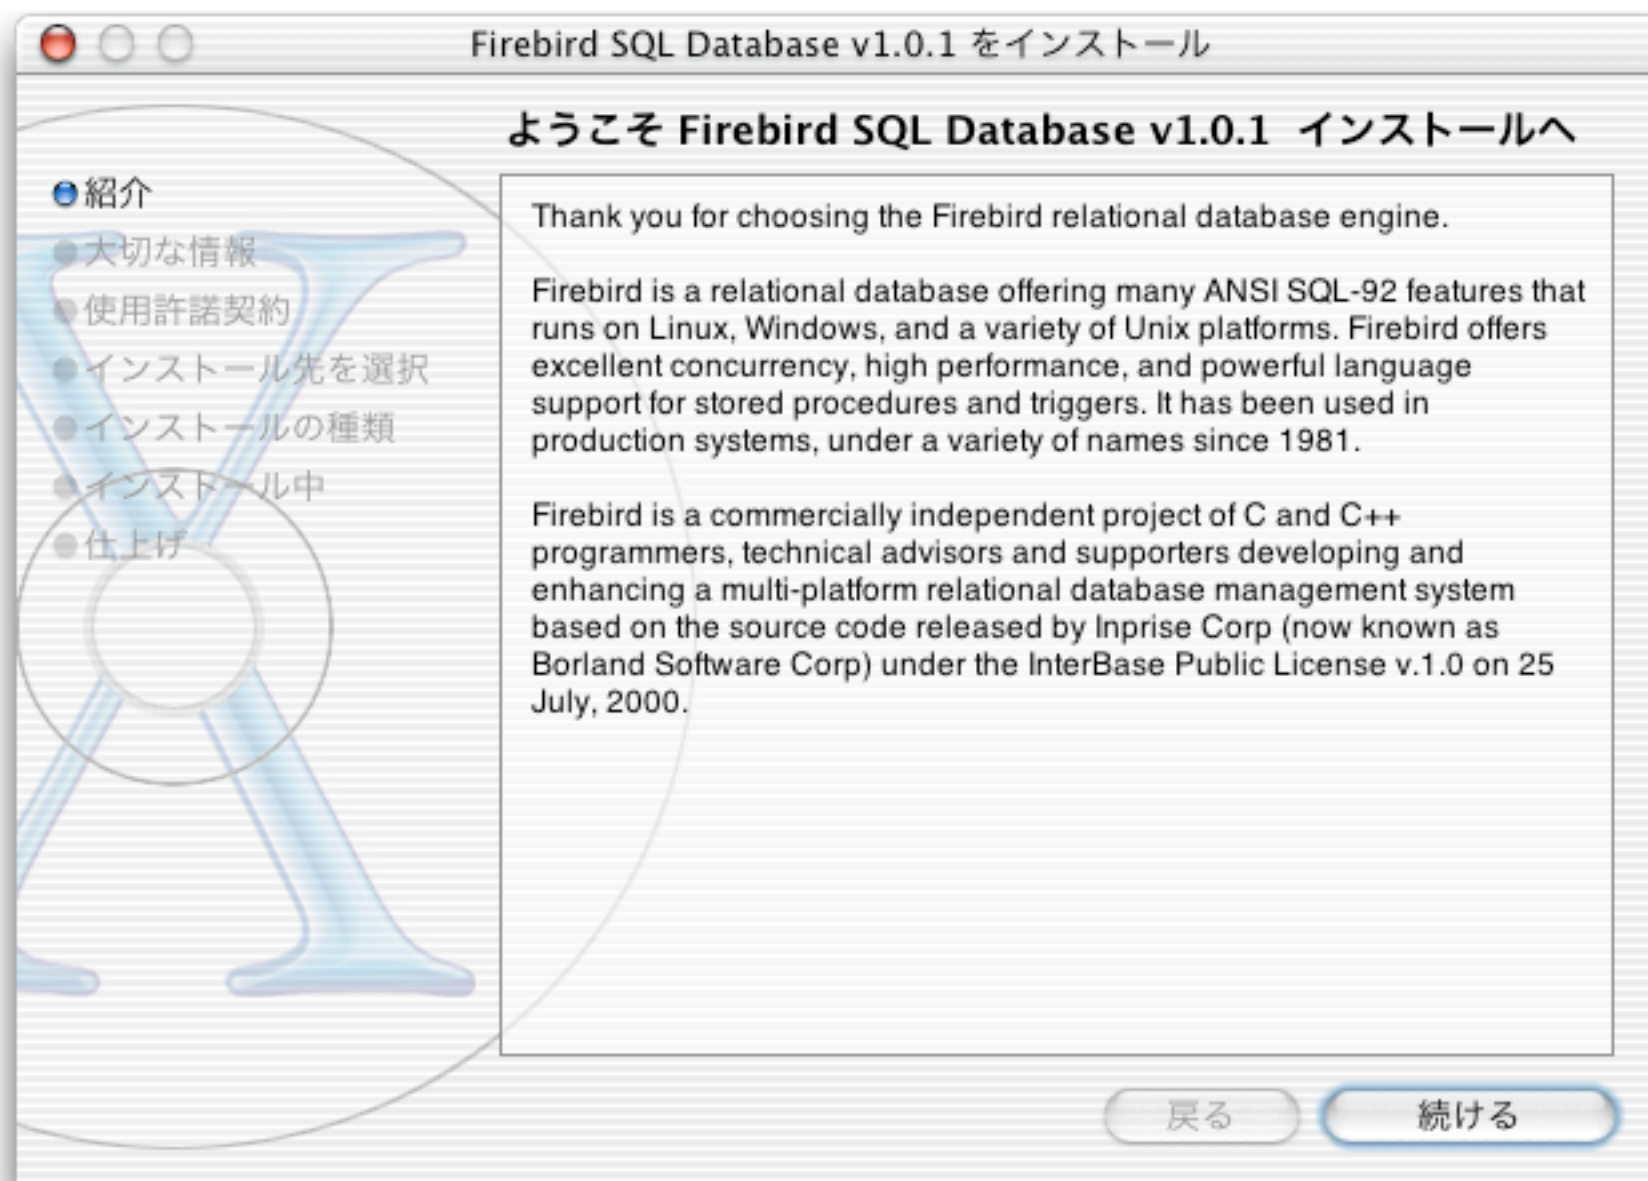 Firebird SQL Database v1.0.1 をインストール
ようこそ Firebird SQL Database v1.0.1 インストールへ
紹介
大切な情報
使用許諾契約
インストール先を選択
インストールの種類
インストール中
仕上げ
Thank you for choosing the Firebird relational database engine.
Firebird is a relational database offering many ANSI SQL-92 features that
runs on Linux, Windows, and a variety of Unix platforms. Firebird offers
excellent concurrency, high performance, and powerful language
support for stored procedures and triggers. It has been used in
production systems, under a variety of names since 1981.
Firebird is a commercially independent project of C and C++
programmers, technical advisors and supporters developing and
enhancing a multi-platform relational database management system
based on the source code released by Inprise Corp (now known as
Borland Software Corp) under the InterBase Public License v.1.0 on 25
July, 2000.
戻る
続ける